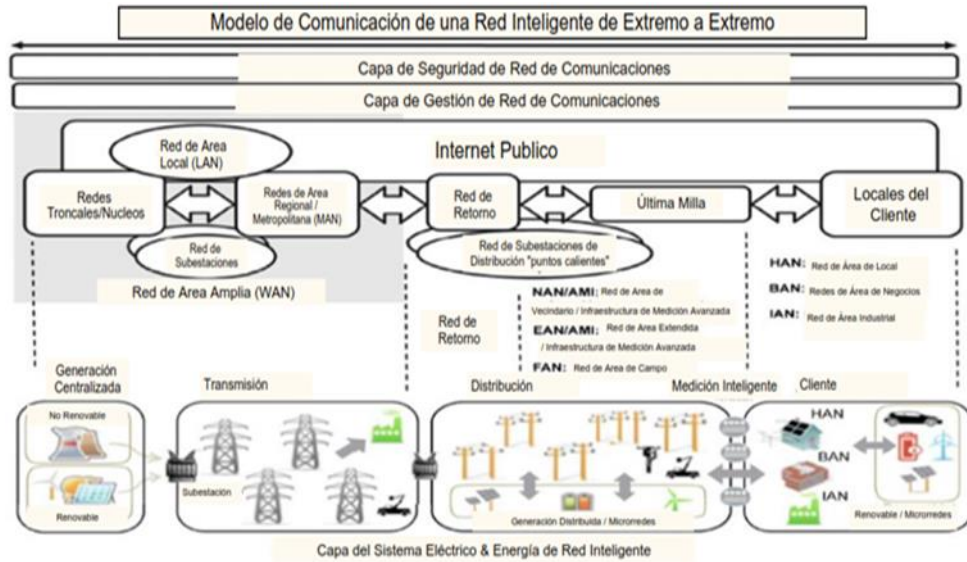 Modelo de Comunicación de una Red Inteligente de Extremo a Extremo
Capa de Seguridad de Red de Comunicaciones
Capa de Gestión de Red de Comunicaciones
Red de Area
Local (LAN)
Internet Publico
Redes
Troncales/Nucleos
Redes de Area
Regional /
Metropolitana (MAN)
Red de
Retorno
Última Milla
Locales del
Cliente
Red de
Subestaciones
Red de Subestaciones de
Distribución "puntos calientes"
Red de Area Amplia (WAN)
Red de
Retorno
NAN/AMI: Red de Area de
Vecindario / Infraestructura de Medición Avanzada
EAN/AMI: Red de Area Extendida
/ Infraestructura de Medición Avanzada
FAN: Red de Area de Campo
HAN: Red de Área de Local
BAN: Redes de Área de Negocios
IAN: Red de Área Industrial
Generación
Centralizada
Transmisión
Distribución
Medición Inteligente
Cliente
No Renovable
Renovable
Subestación
Generación Distribuida / Microrredes
HAN
BAN
IAN
Renovable / Microrredes
Capa del Sistema Eléctrico & Energía de Red Inteligente